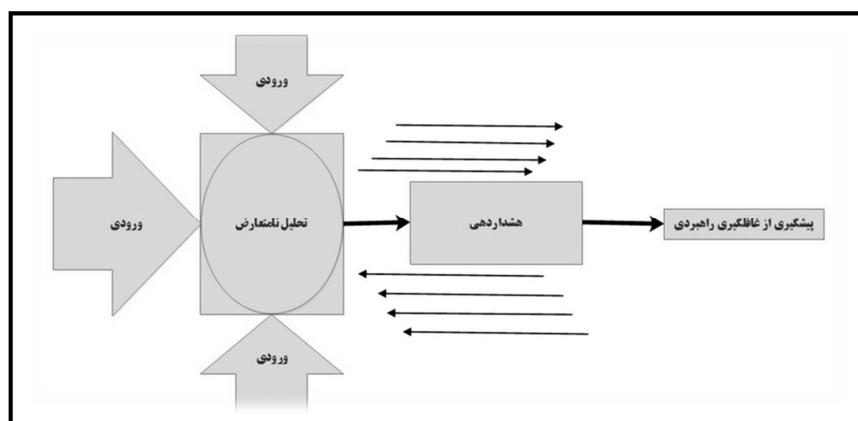 ورودی
ورودی
تحلیل نامتعارض
هشداردهی
پیشگیری از غافلگیری راهبردی
ورودی